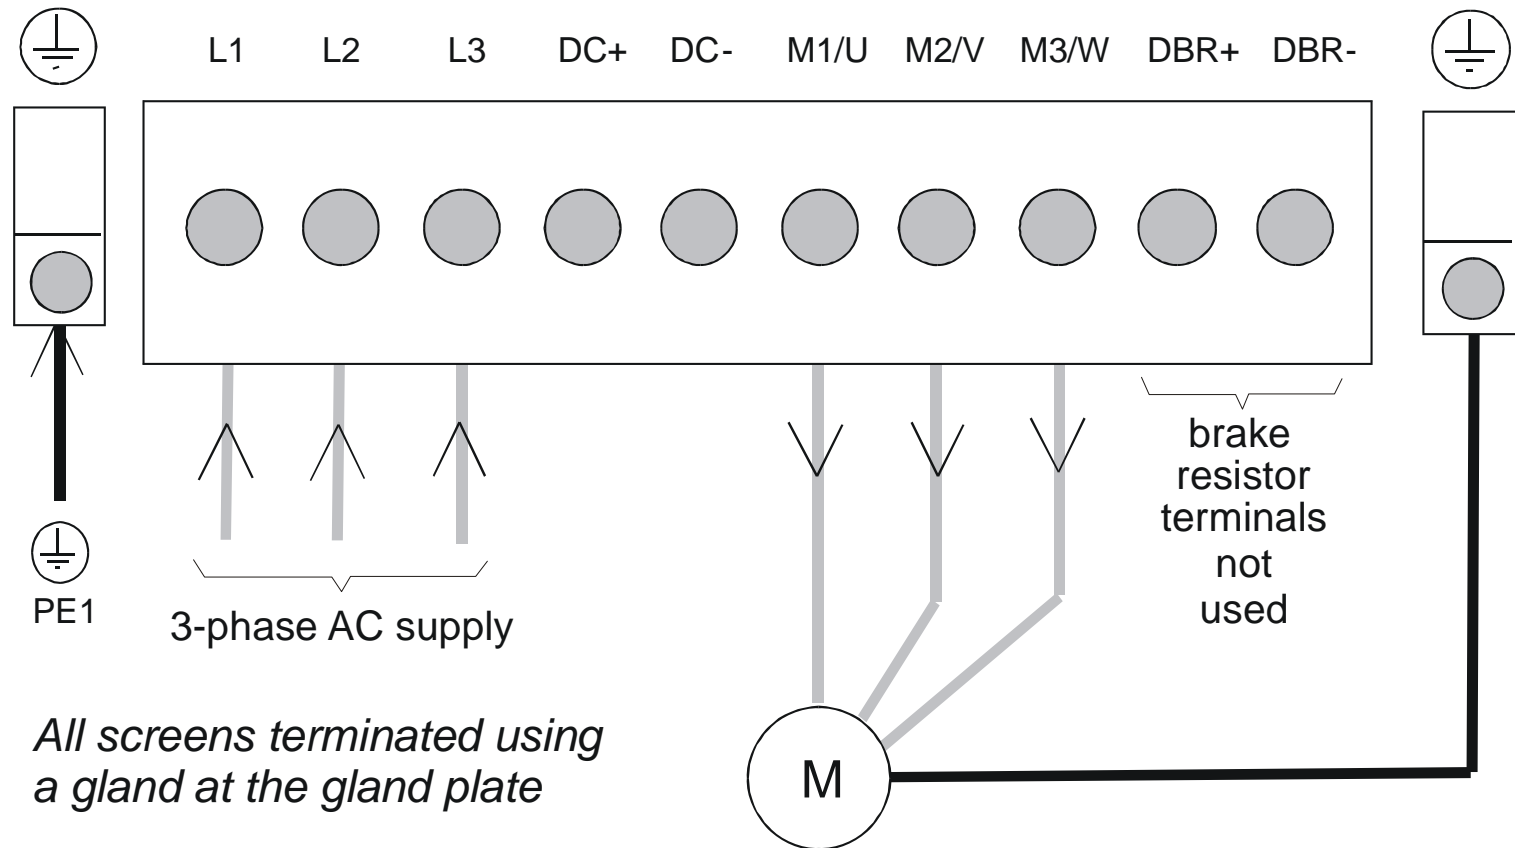 L1 L2 L3 DC+ DC- M1/U M2/V M3/W DBR+ DBR-
brake
resistor
terminals
not
used
PE1
3-phase AC supply
All screens terminated using
a gland at the gland plate
M